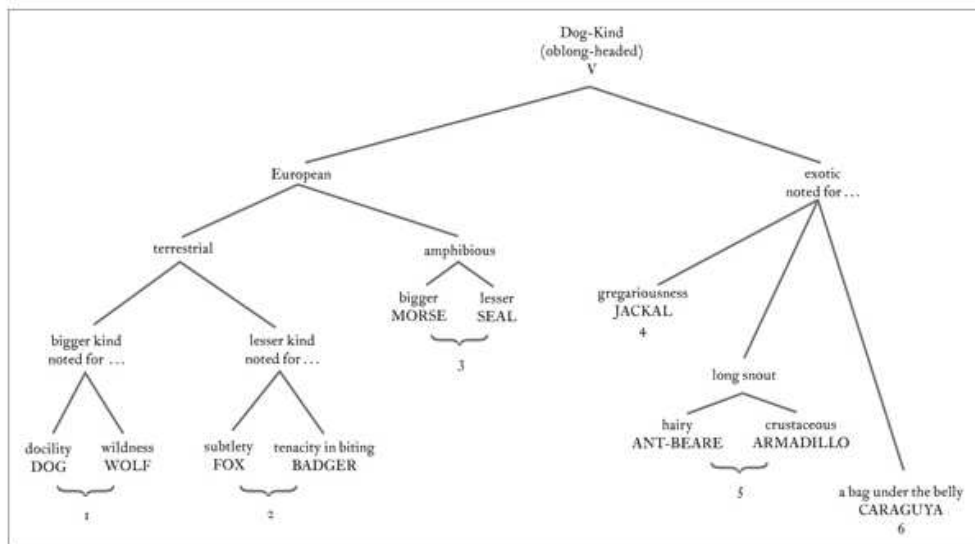 Dog-Kind
(oblong-headed)
V
European
exotic
noted for ...
terrestrial
amphibious
bigger
MORSE
lesser
SEAL
3
gregariousness
JACKAL
4
bigger kind
noted for ...
lesser kind
noted for ...
long snout
docility
DOG
wildness
WOLF
1
subtlety
FOX
tenacity in biting
BADGER
2
hairy
ANT-BEARE
crustaceous
ARMADILLO
5
a bag under the belly
CARAGUYA
6